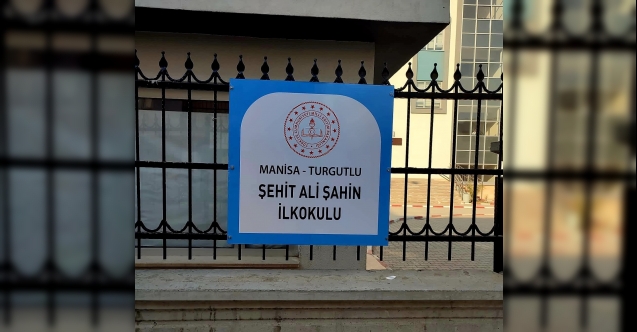 MANİSA - TURGUTLU
ŞEHİT ALİ ŞAHİN
İLKOKULU